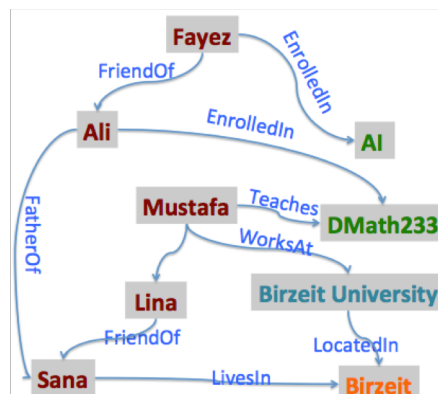 Fayez
FriendOf
EnrolledIn
AI
Ali
EnrolledIn
FatherOf
Mustafa
Teaches
DMath233
WorksAt
Lina
Birzeit University
FriendOf
LocatedIn
Sana
LivesIn
Birzeit